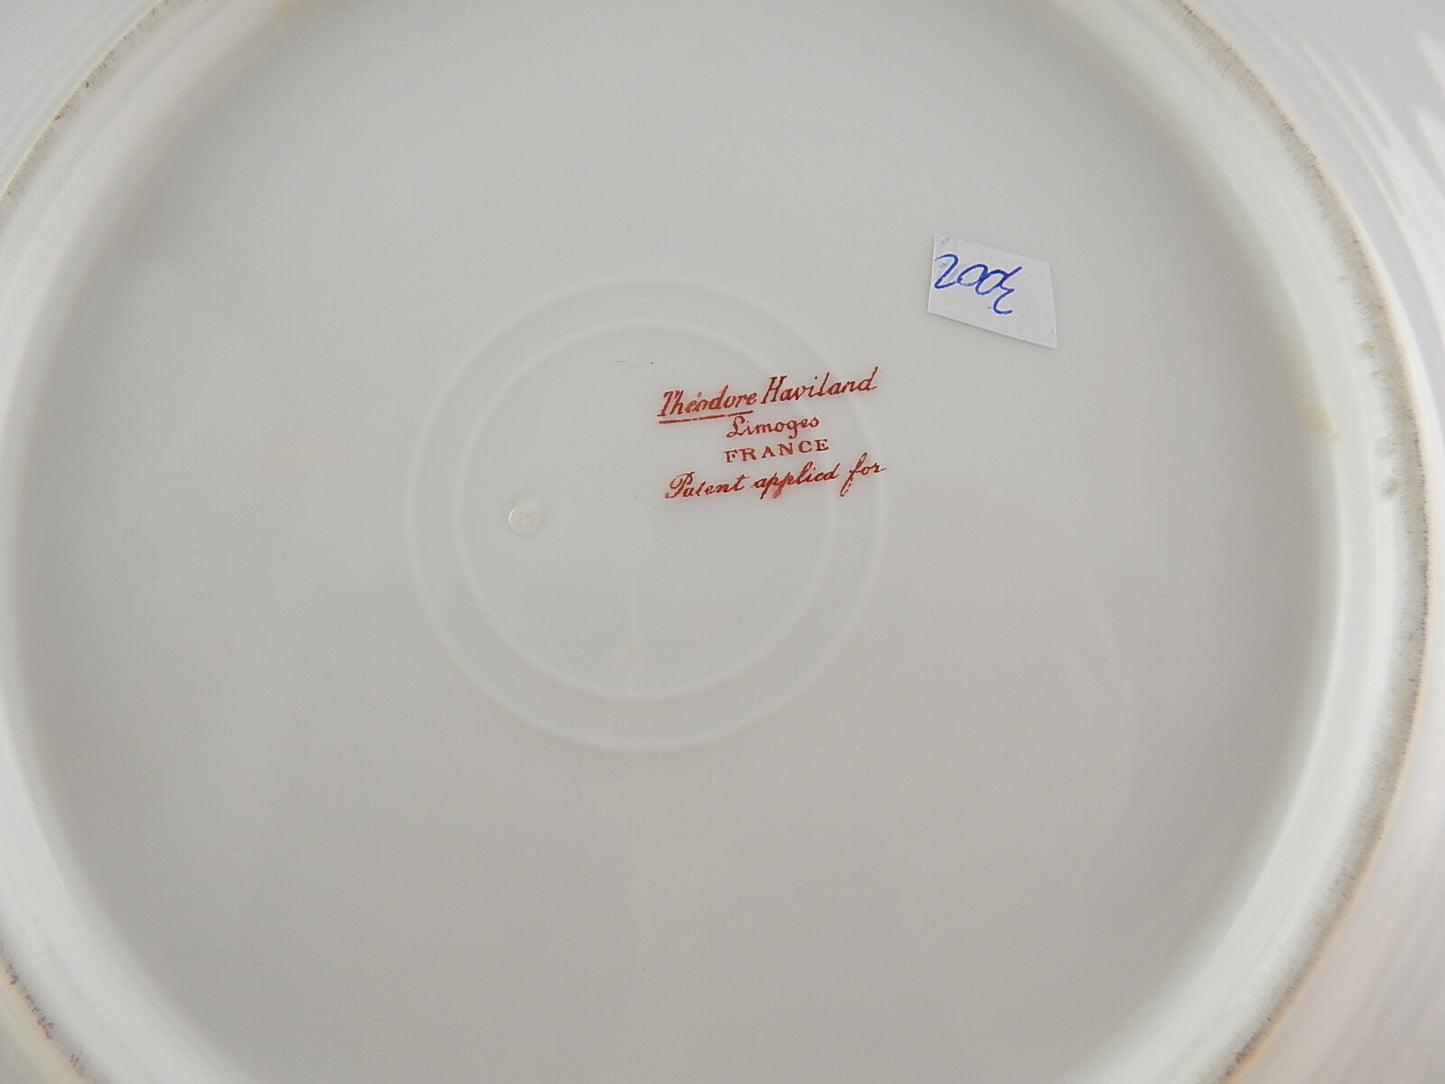 200€
Théodore Haviland
Limoges
FRANCE
Patent applied for